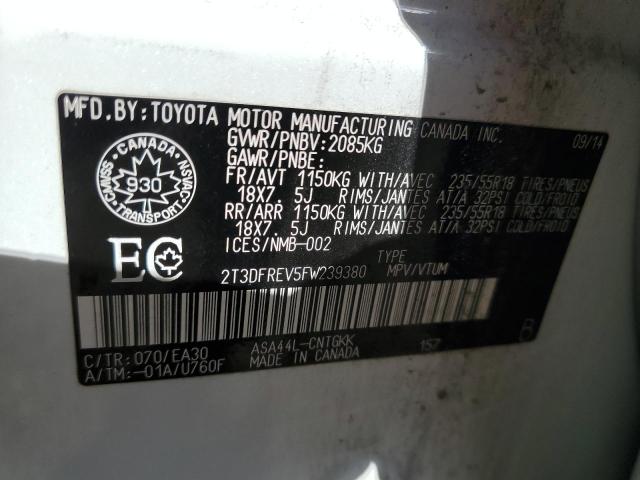 MFD.BY: TOYOTA MOTOR MANUFACTURING CANADA INC. 09/14
GVWR/PNBV: 2085KG
GAWR/PNBE:
FR/AVT 1150KG WITH/AVEC 235/55R18 TIRES/PNEUS
18X7. 5J RIMS/JANTES AT/A 32PSI COLD/FROID
RR/ARR 1150KG WITH/AVEC 235/55R18 TIRES/PNEUS
18X7. 5J RIMS/JANTES AT/A 32PSI COLD/FROID
ICES/NMB-002
CANADA
CMVSS 930 NSVAC
TRANSPORT
EC
TYPE
2T3DFREV5FW239380 MPV/VTUM
C/TR: 070/EA30 ASA44L-CNTGKK 157 B
A/TM: -01A/U760F MADE IN CANADA